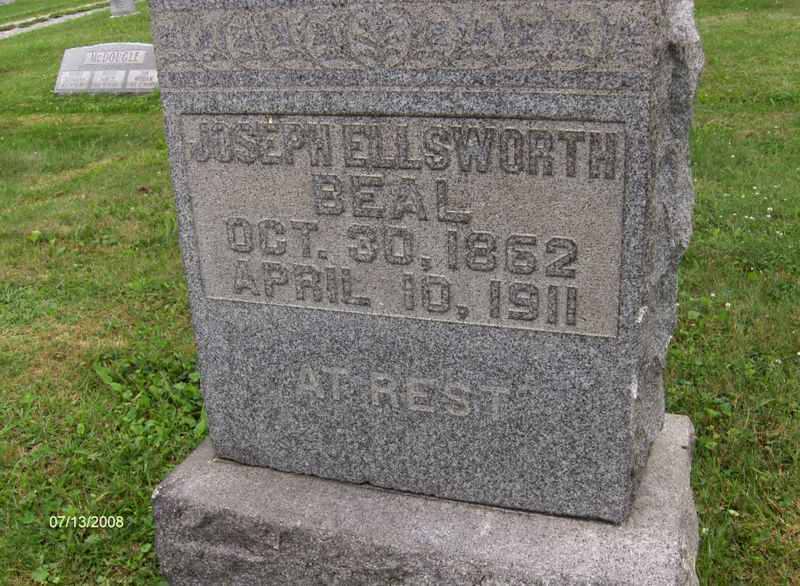 McDOUGLE
JOSEPH ELLSWORTH
BEAL
OCT. 30, 1862
APRIL 10, 1911
AT REST
07/13/2008